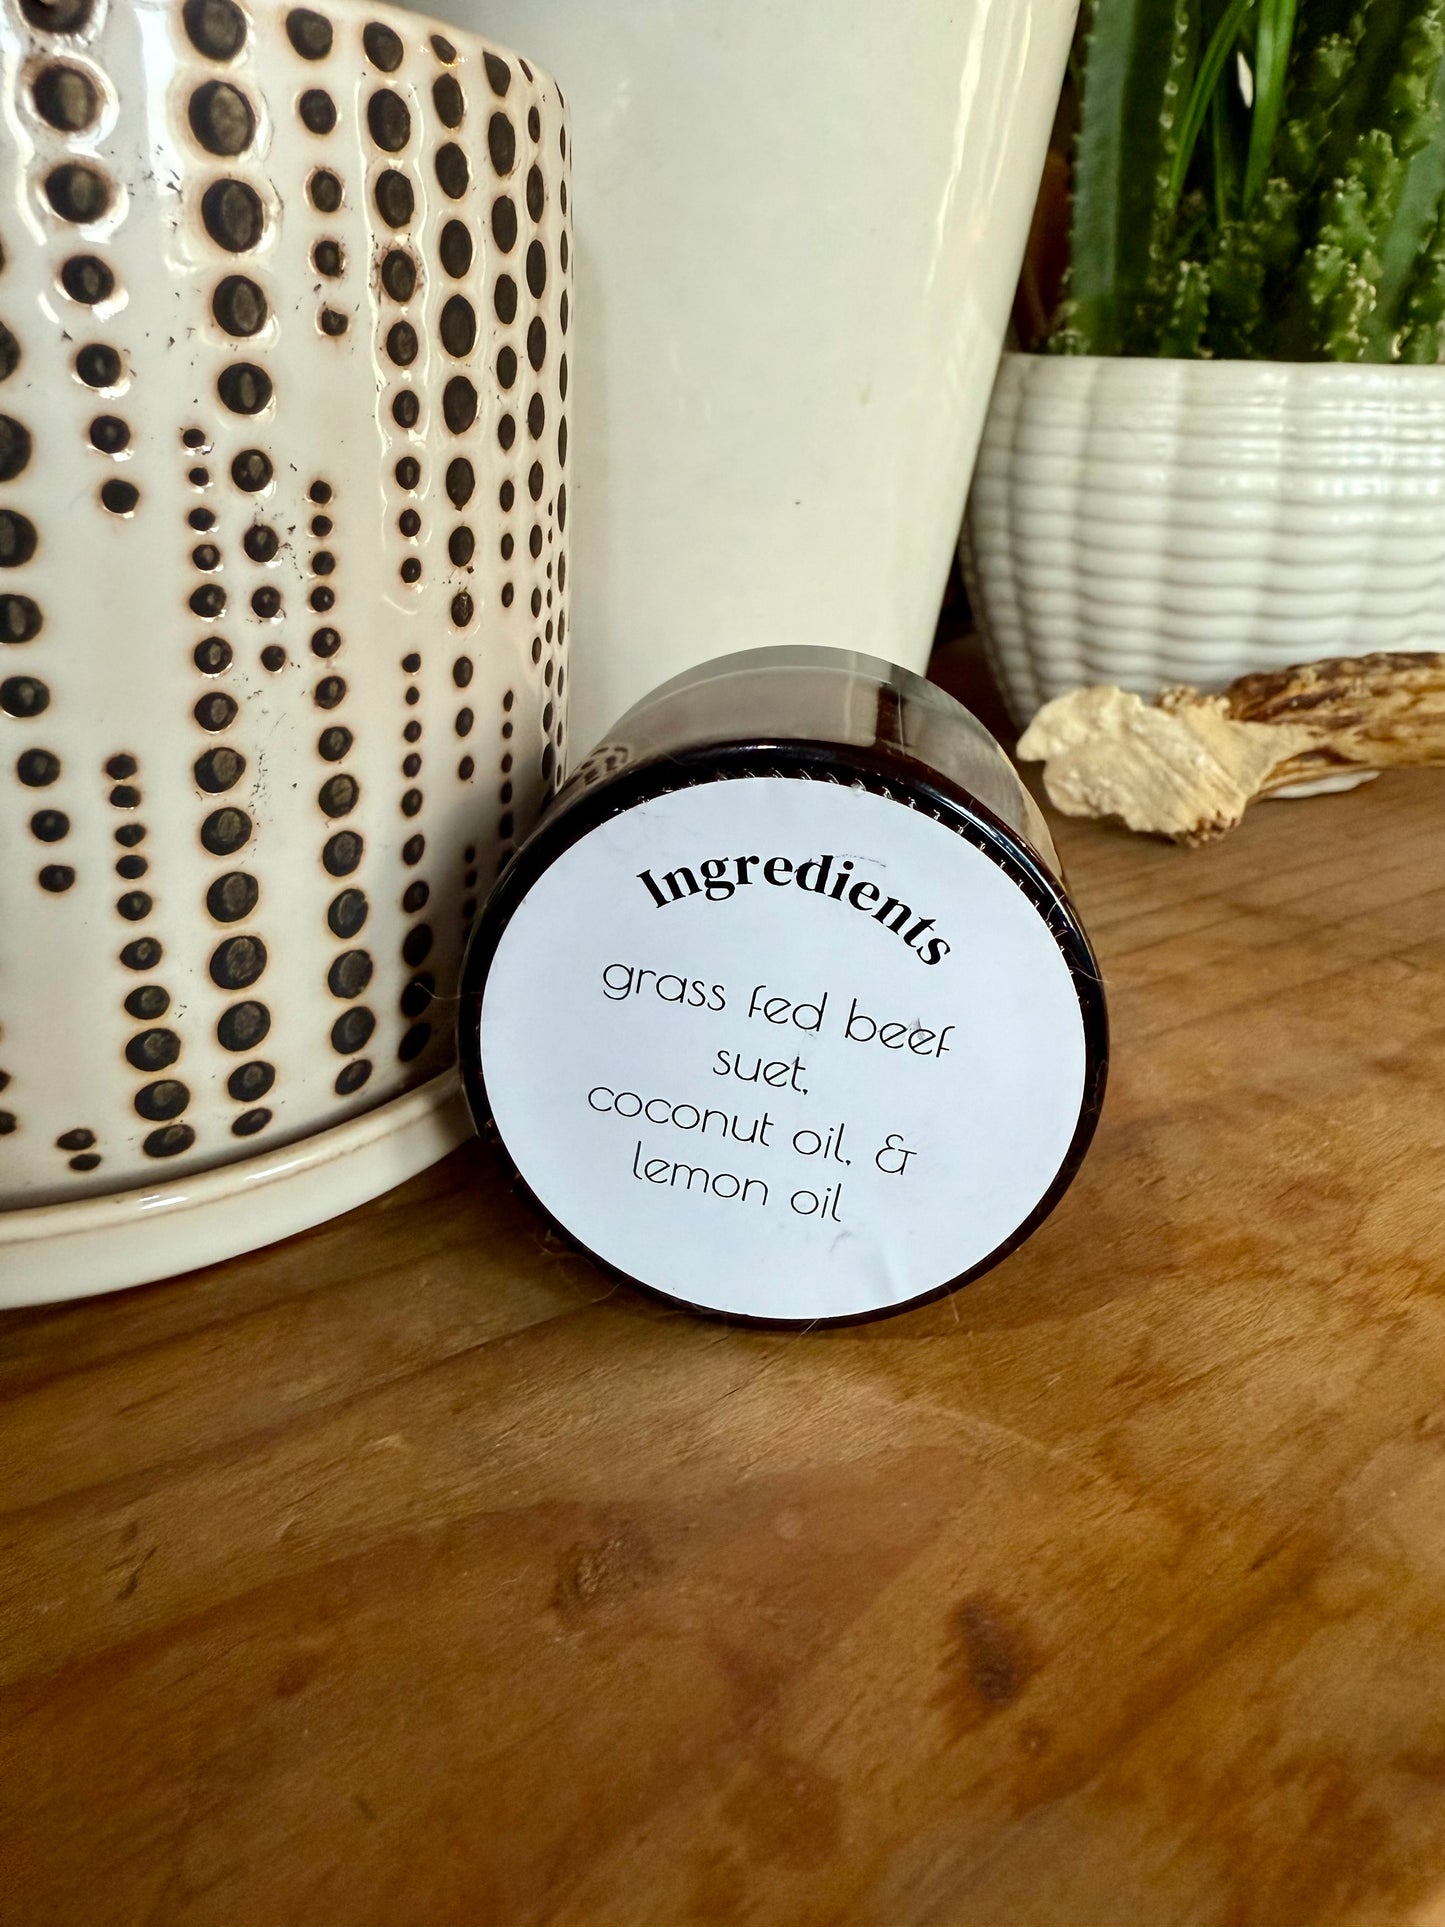 Ingredients
grass fed beef
suet,
coconut oil, &
lemon oil